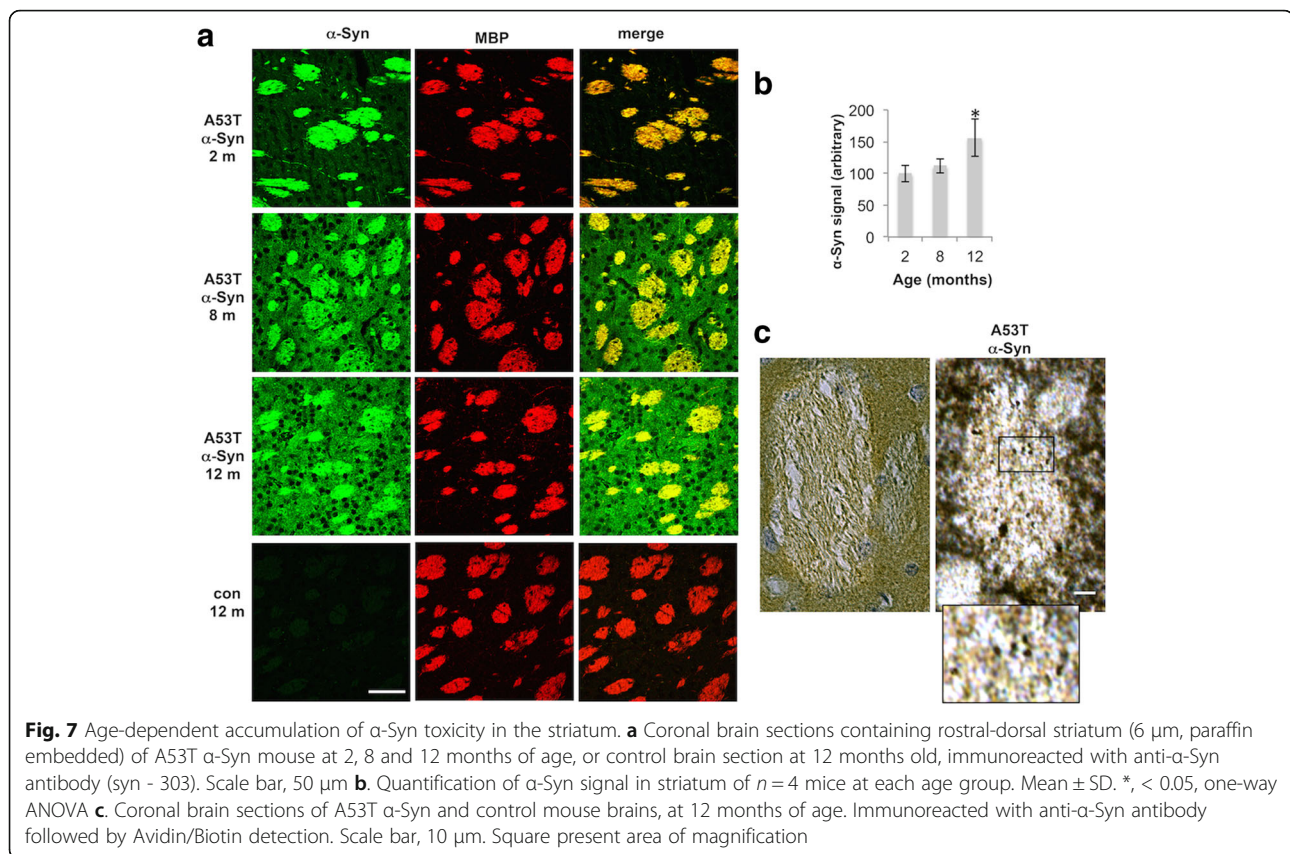 a
α-Syn MBP merge
A53T
α-Syn
2 m
A53T
α-Syn
8 m
A53T
α-Syn
12 m
con
12 m
b
α-Syn signal (arbitrary)
200
150
100
50
0
*
2 8 12
Age (months)
c
A53T
α-Syn
Fig. 7 Age-dependent accumulation of α-Syn toxicity in the striatum. a Coronal brain sections containing rostral-dorsal striatum (6 μm, paraffin
embedded) of A53T α-Syn mouse at 2, 8 and 12 months of age, or control brain section at 12 months old, immunoreacted with anti-α-Syn
antibody (syn - 303). Scale bar, 50 μm b. Quantification of α-Syn signal in striatum of n = 4 mice at each age group. Mean ± SD. *, < 0.05, one-way
ANOVA c. Coronal brain sections of A53T α-Syn and control mouse brains, at 12 months of age. Immunoreacted with anti-α-Syn antibody
followed by Avidin/Biotin detection. Scale bar, 10 μm. Square present area of magnification